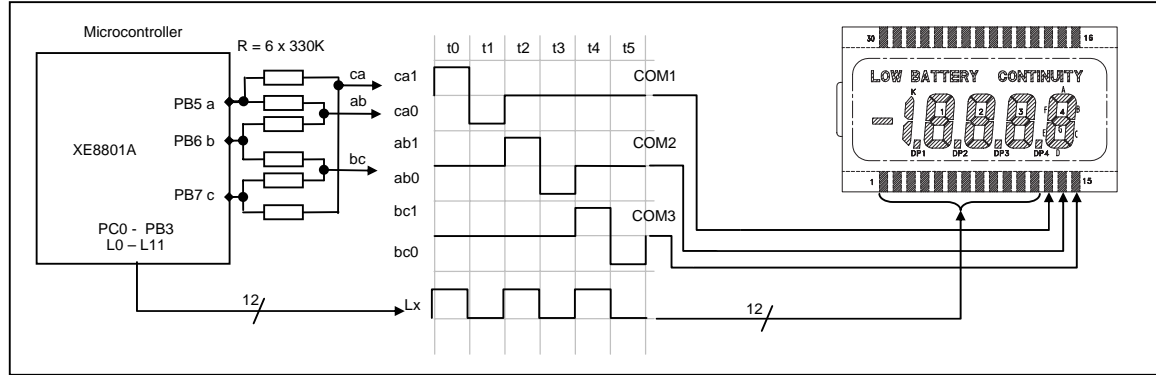 Microcontroller
R = 6 x 330K
PB5 a
PB6 b
XE8801A
PB7 c
PC0 - PB3
L0 – L11
12
ca
ab
bc
t0 t1 t2 t3 t4 t5
ca1
ca0
ab1
ab0
bc1
bc0
Lx
COM1
COM2
COM3
12
30 16
LOW BATTERY CONTINUITY
K
1 2 3 4
A
F B
G
E C
D
DP1 DP2 DP3 DP4
1 15